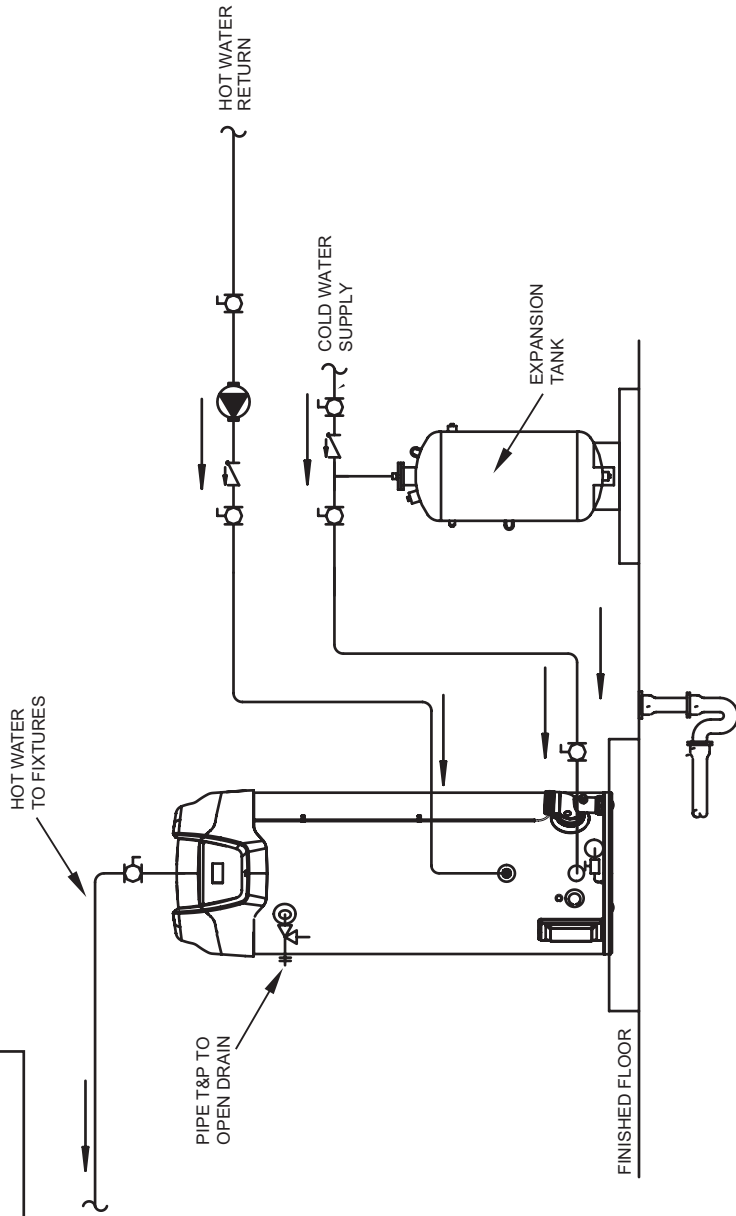 HOT WATER
TO FIXTURES
HOT WATER
RETURN
COLD WATER
SUPPLY
EXPANSION
TANK
PIPE T&P TO
OPEN DRAIN
FINISHED FLOOR